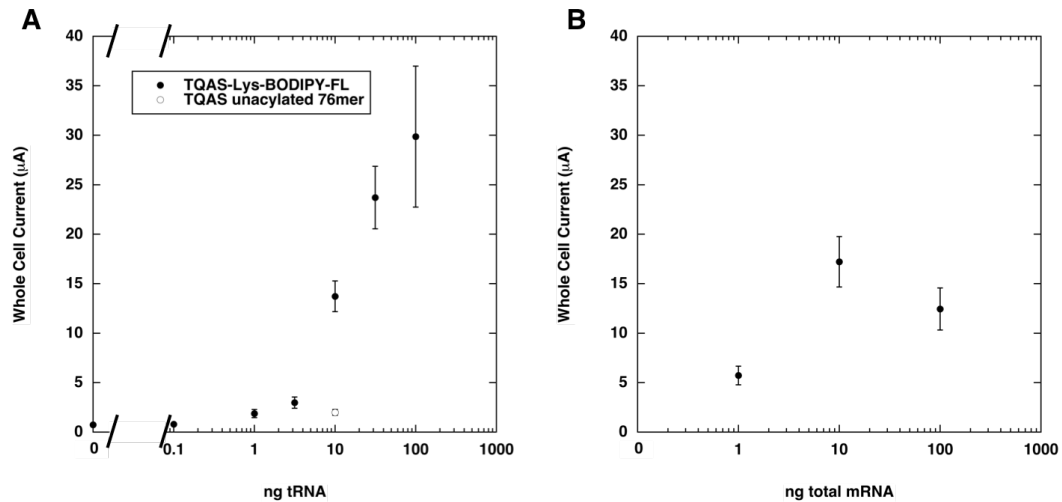 A
40
35
30
25
20
15
10
5
0
Whole Cell Current (μA)
TQAS-Lys-BODIPY-FL
TQAS unacylated 76mer
0 0.1 1 10 100 1000
ng tRNA
B
40
35
30
25
20
15
10
5
0
Whole Cell Current (μA)
0 1 10 100 1000
ng total mRNA